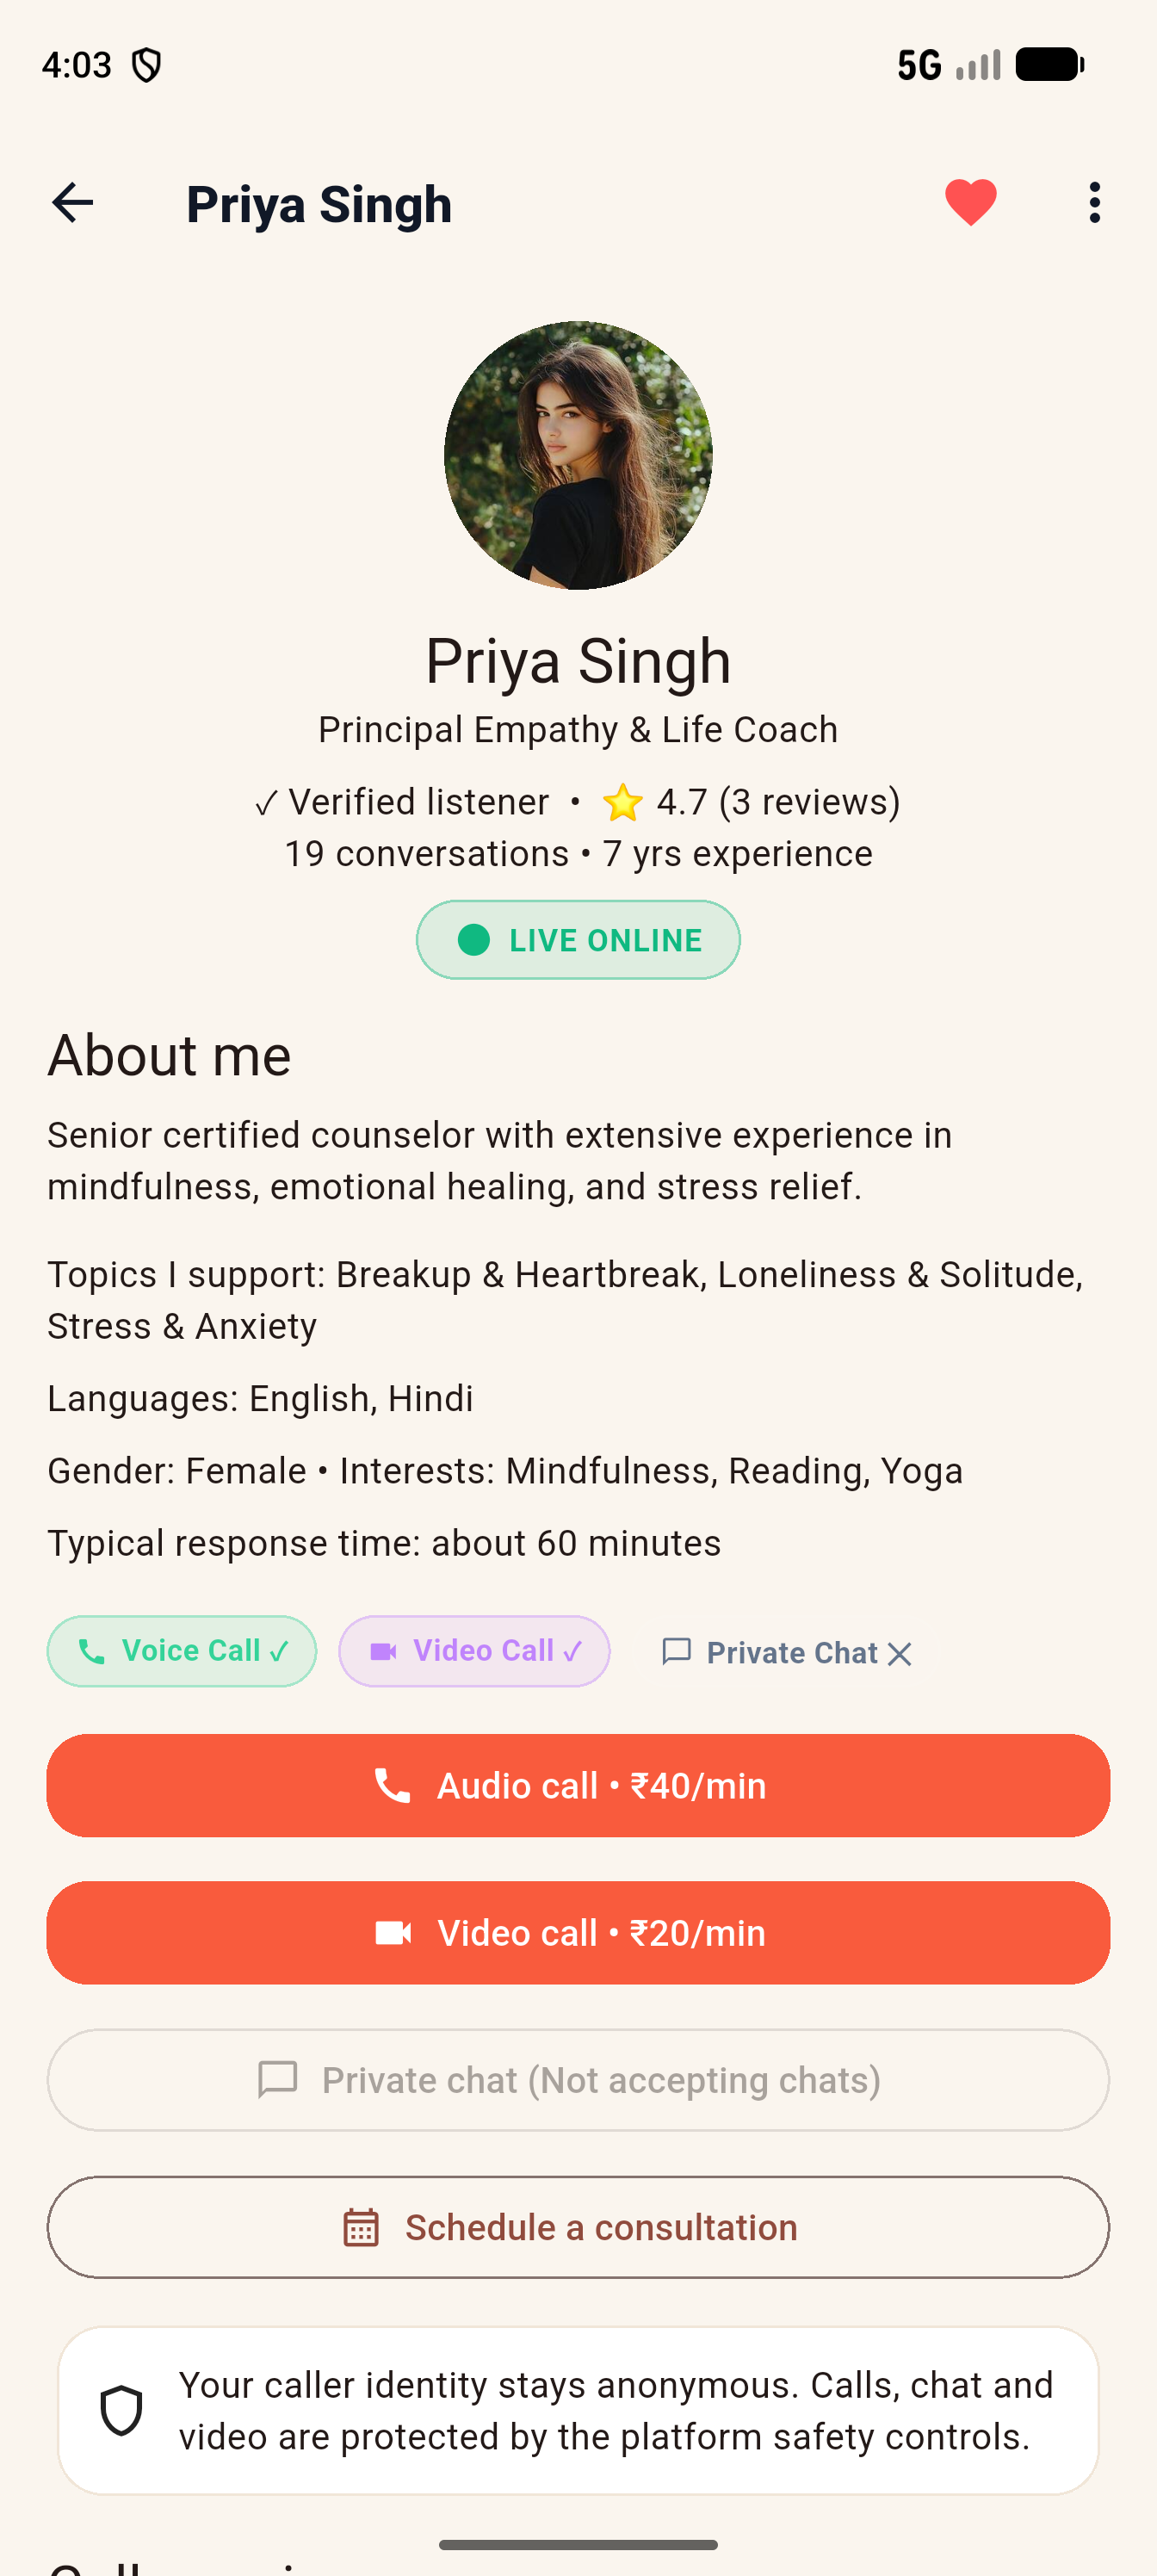 4:03
5G
Priya Singh
Priya Singh
Principal Empathy & Life Coach
✓ Verified listener • ⭐ 4.7 (3 reviews)
19 conversations • 7 yrs experience
LIVE ONLINE
About me
Senior certified counselor with extensive experience in
mindfulness, emotional healing, and stress relief.
Topics I support: Breakup & Heartbreak, Loneliness & Solitude,
Stress & Anxiety
Languages: English, Hindi
Gender: Female • Interests: Mindfulness, Reading, Yoga
Typical response time: about 60 minutes
Voice Call ✓
Video Call ✓
Private Chat ✕
Audio call • ₹40/min
Video call • ₹20/min
Private chat (Not accepting chats)
Schedule a consultation
Your caller identity stays anonymous. Calls, chat and
video are protected by the platform safety controls.